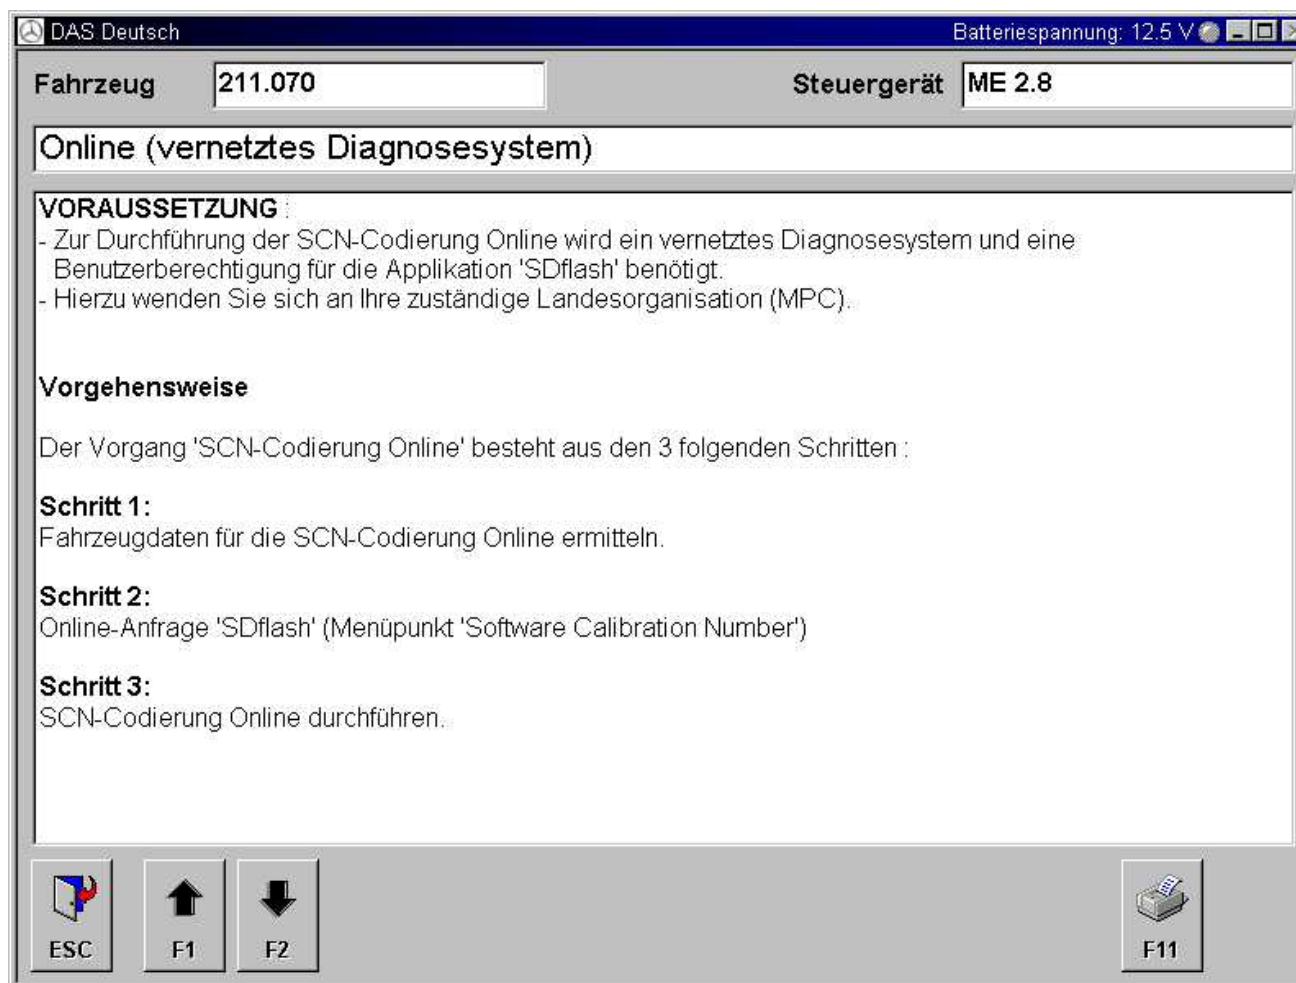 DAS Deutsch
Batteriespannung: 12.5 V
Fahrzeug 211.070 Steuergerät ME 2.8
Online (vernetztes Diagnosesystem)
VORAUSSETZUNG :
- Zur Durchführung der SCN-Codierung Online wird ein vernetztes Diagnosesystem und eine
Benutzerberechtigung für die Applikation 'SDflash' benötigt.
- Hierzu wenden Sie sich an Ihre zuständige Landesorganisation (MPC).
Vorgehensweise
Der Vorgang 'SCN-Codierung Online' besteht aus den 3 folgenden Schritten :
Schritt 1:
Fahrzeugdaten für die SCN-Codierung Online ermitteln.
Schritt 2:
Online-Anfrage 'SDflash' (Menüpunkt 'Software Calibration Number')
Schritt 3:
SCN-Codierung Online durchführen.
ESC F1 F2 F11